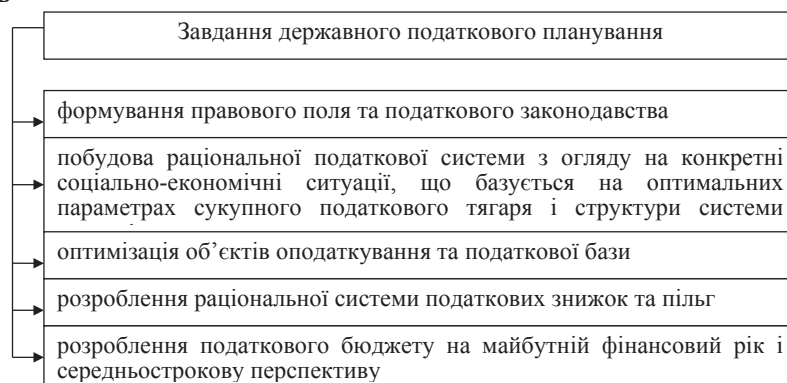 Завдання державного податкового планування
формування правового поля та податкового законодавства
побудова раціональної податкової системи з огляду на конкретні
соціально-економічні ситуації, що базується на оптимальних
параметрах сукупного податкового тягаря і структури системи
оптимізація об’єктів оподаткування та податкової бази
розроблення раціональної системи податкових знижок та пільг
розроблення податкового бюджету на майбутній фінансовий рік і
середньострокову перспективу